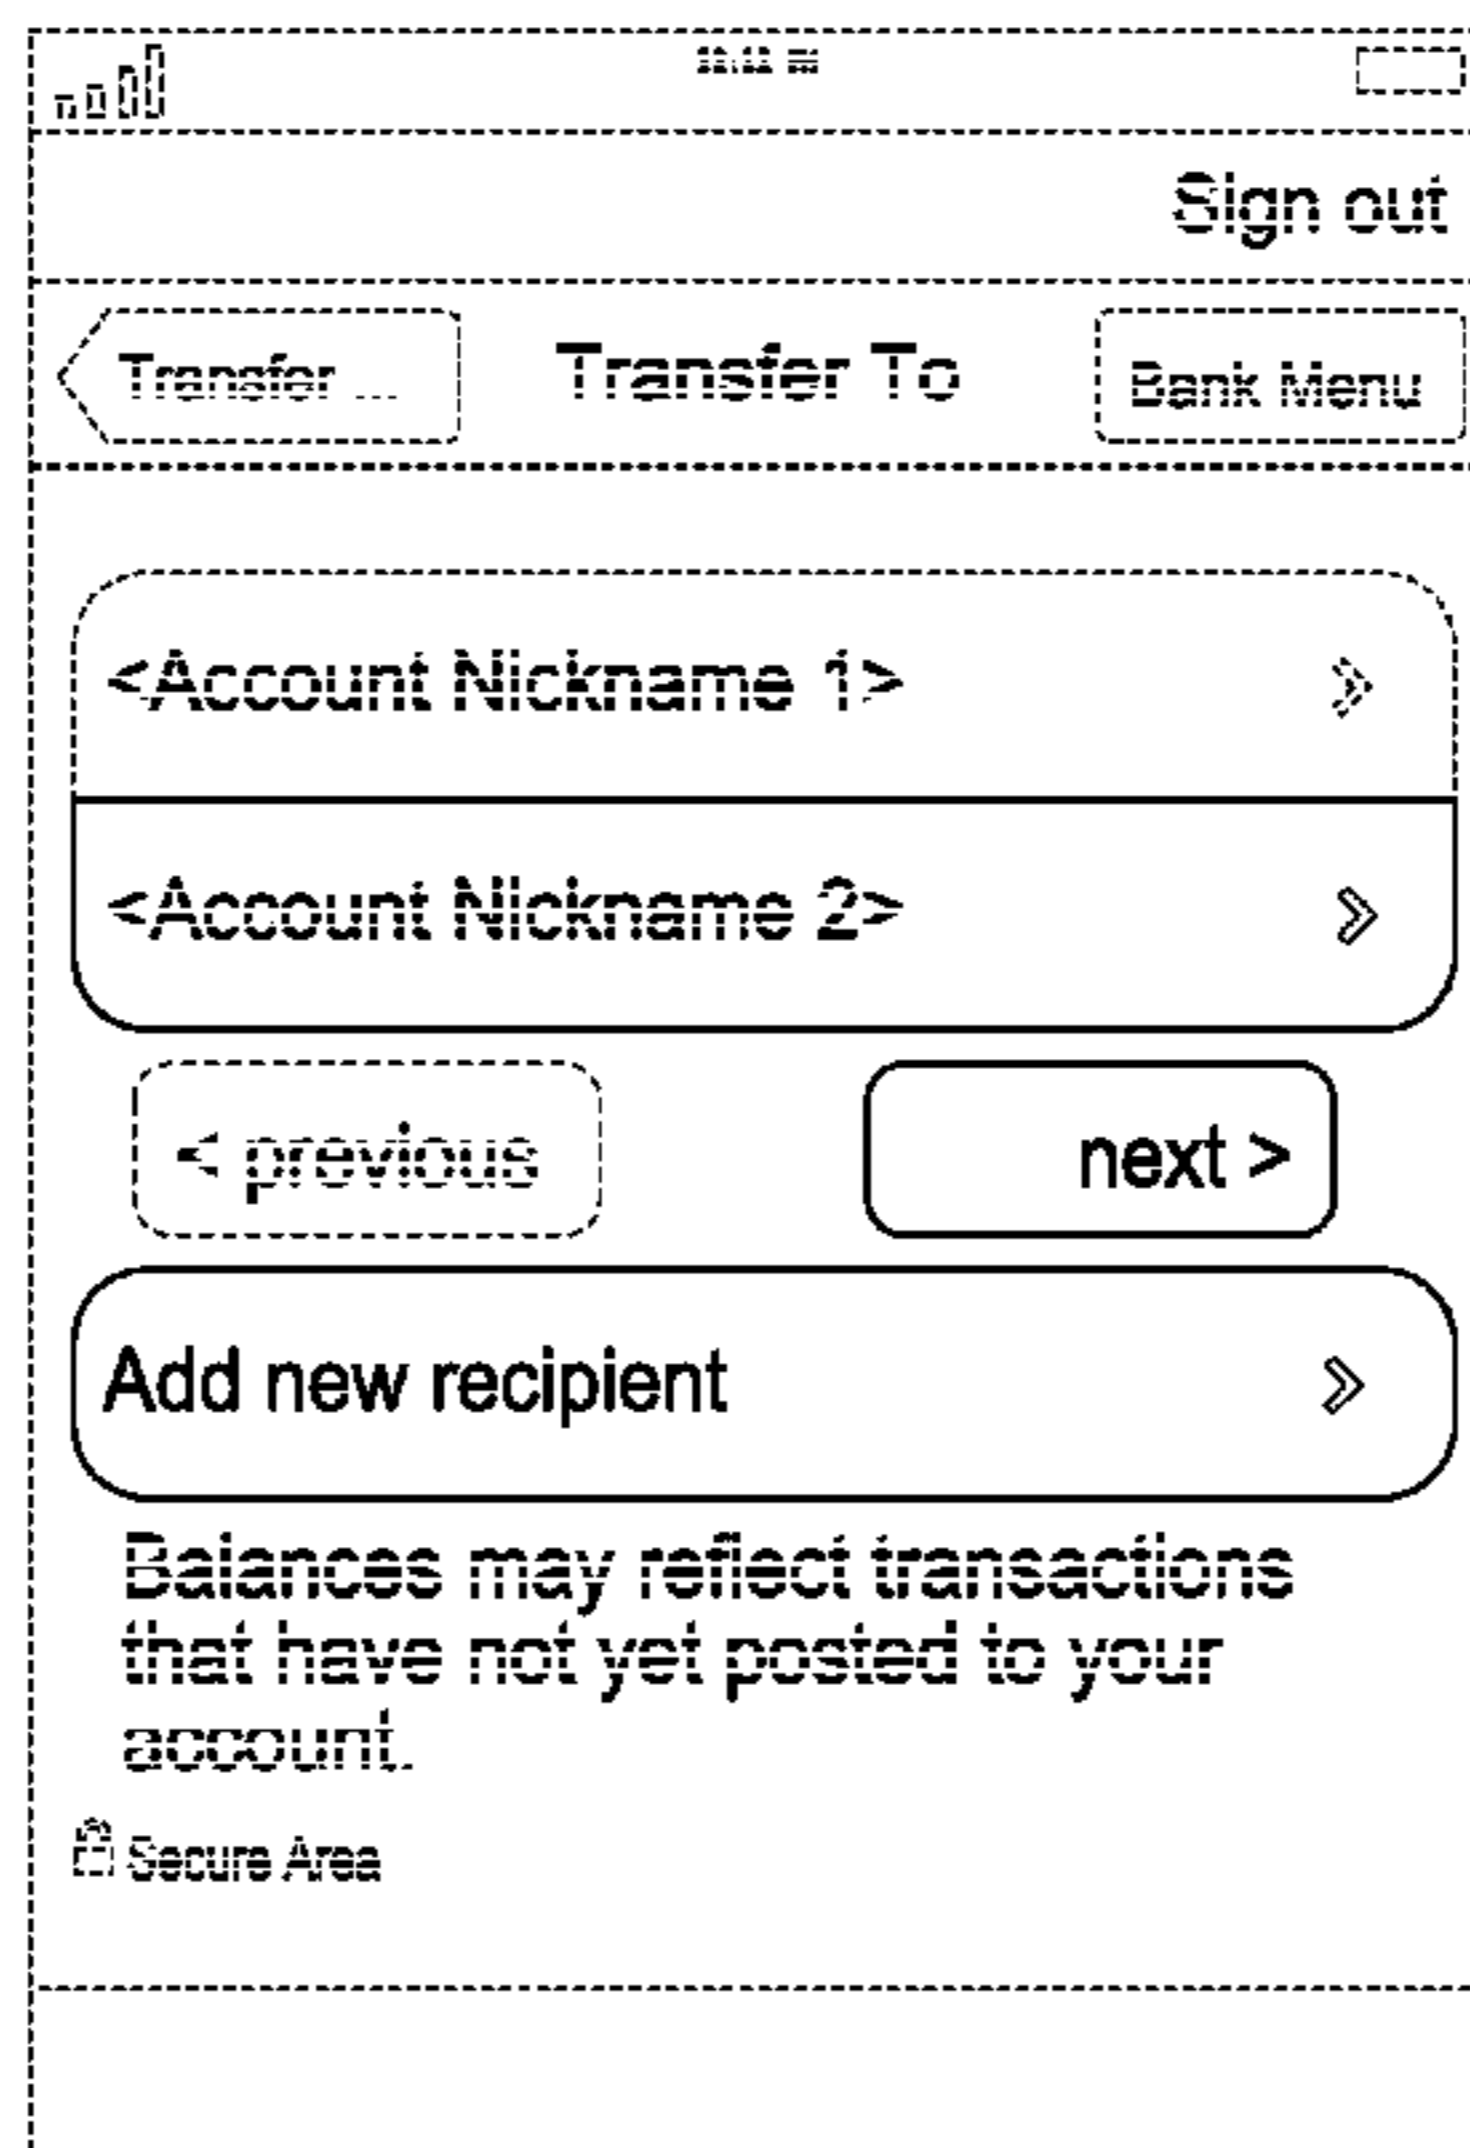 Sign out
Transfer ...
Transfer To
Bank Menu
<Account Nickname 1>
<Account Nickname 2>
< previous
next >
Add new recipient
Balances may reflect transactions
that have not yet posted to your
account.
Secure Area